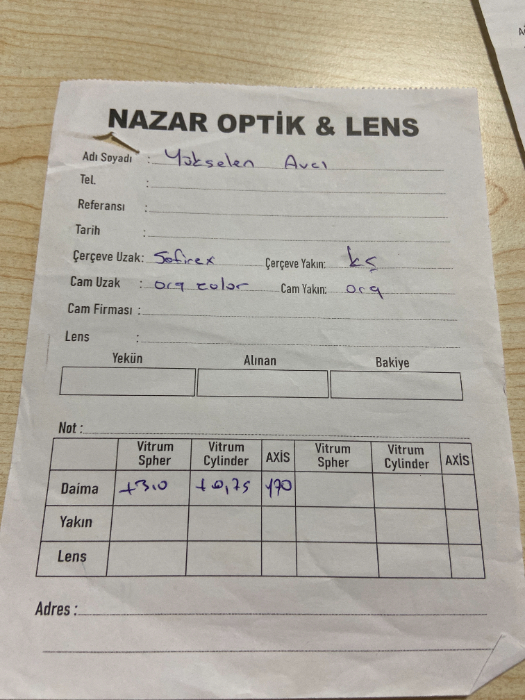 NAZAR OPTİK & LENS
Adı Soyadı : Yükselen Avcı
Tel. :
Referansı :
Tarih :
Çerçeve Uzak: Sofirex Çerçeve Yakın: kş
Cam Uzak : org color Cam Yakın: org
Cam Firması :
Lens :
Yekün Alınan Bakiye
Not :
Vitrum Spher Vitrum Cylinder AXİS Vitrum Spher Vitrum Cylinder AXİS
Daima +3.0 +0,75 170
Yakın
Lens
Adres :